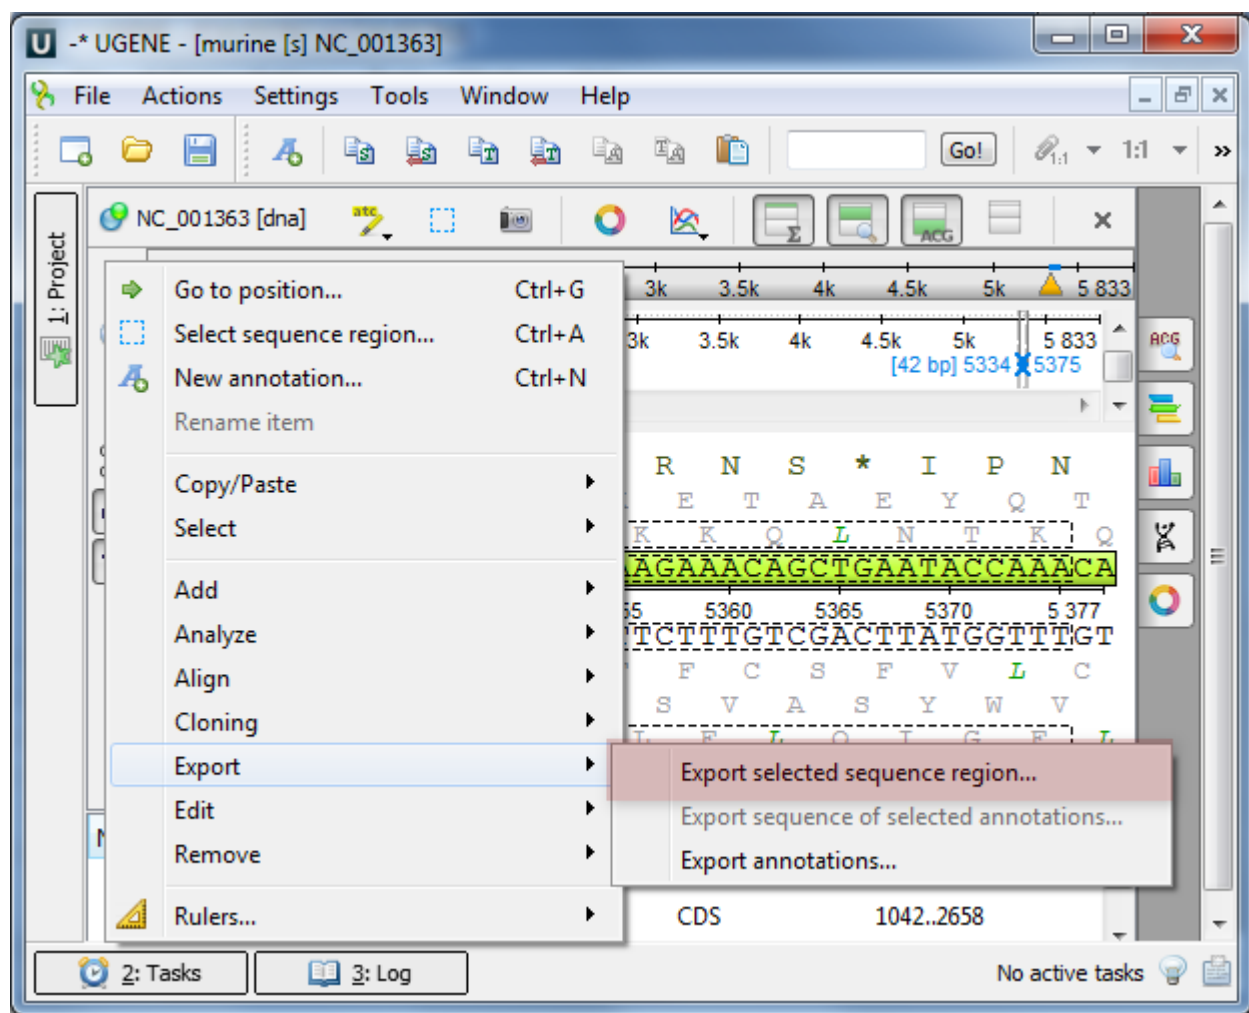 -* UGENE - [murine [s] NC_001363]
File Actions Settings Tools Window Help
Go! 1:1 1:1 »
1: Project
NC_001363 [dna]
3k 3.5k 4k 4.5k 5k 5 833
3k 3.5k 4k 4.5k 5k 5 833
[42 bp] 5334 5375
Go to position... Ctrl+G
Select sequence region... Ctrl+A
New annotation... Ctrl+N
Rename item
Copy/Paste
Select
Add
Analyze
Align
Cloning
Export
Edit
Remove
Rulers...
R N S * I P N
E T A E Y Q T
K K Q L N T K Q
AGAAACAGCTGAATACCAAACA
5360 5365 5370 5 377
TCTTTGTCGACTTATGGTTTGT
F C S F V L C
S V A S Y W V
Export selected sequence region...
Export sequence of selected annotations...
Export annotations...
CDS 1042..2658
2: Tasks 3: Log No active tasks